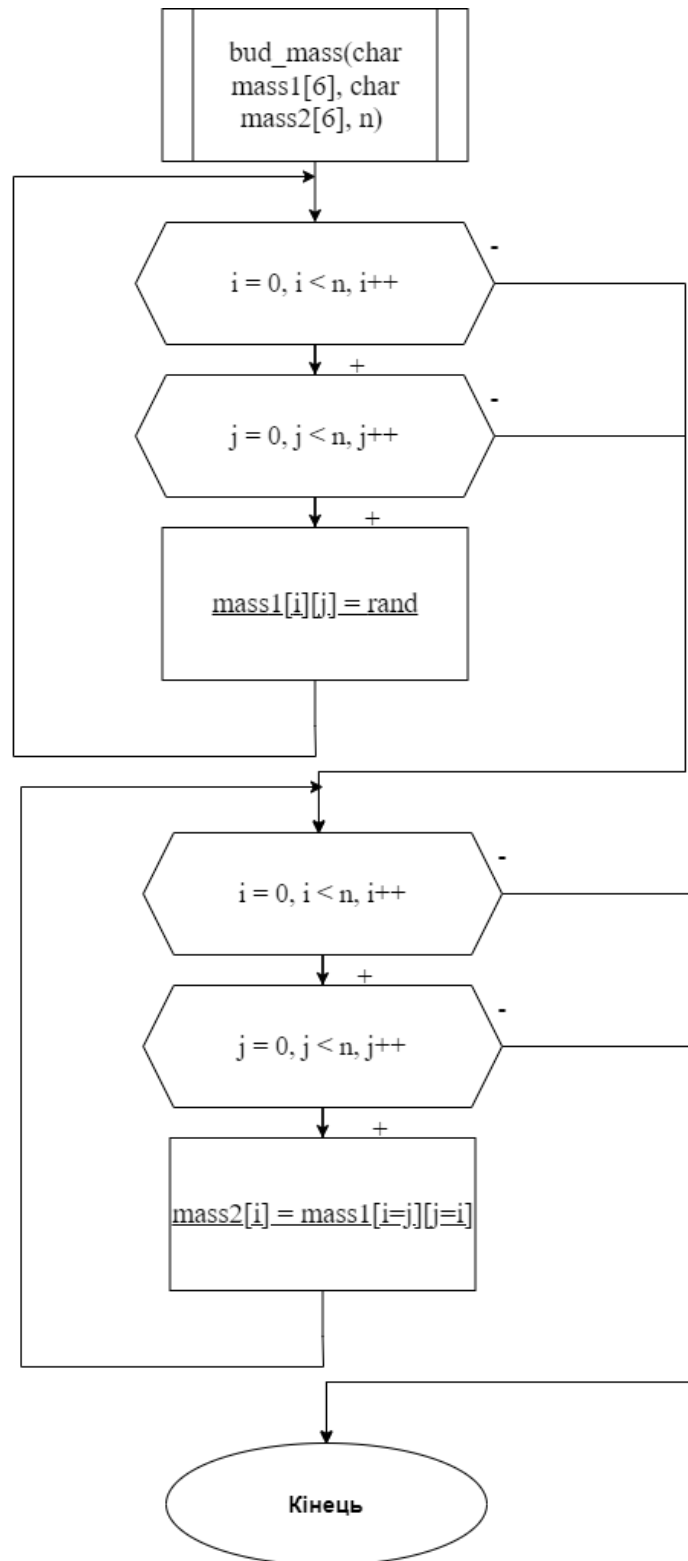 bud_mass(char
mass1[6], char
mass2[6], n)
i = 0, i < n, i++
-
+
j = 0, j < n, j++
-
+
mass1[i][j] = rand
i = 0, i < n, i++
-
+
j = 0, j < n, j++
-
+
mass2[i] = mass1[i=j][j=i]
Кінець